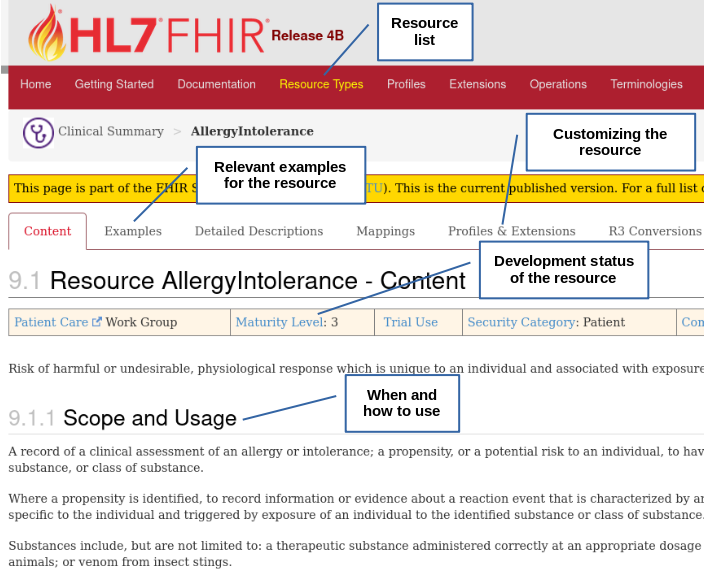 HL7 FHIR Release 4B
Resource
list
Home Getting Started Documentation Resource Types Profiles Extensions Operations Terminologies
Clinical Summary > AllergyIntolerance
Customizing the
resource
Relevant examples
for the resource
This page is part of the FHIR S TU). This is the current published version. For a full list
Content Examples Detailed Descriptions Mappings Profiles & Extensions R3 Conversions
Development status
of the resource
9.1 Resource AllergyIntolerance - Content
Patient Care Work Group Maturity Level: 3 Trial Use Security Category: Patient
Risk of harmful or undesirable, physiological response which is unique to an individual and associated with exposure
When and
how to use
9.1.1 Scope and Usage
A record of a clinical assessment of an allergy or intolerance; a propensity, or a potential risk to an individual, to
substance, or class of substance.
Where a propensity is identified, to record information or evidence about a reaction event that is characterized by
specific to the individual and triggered by exposure of an individual to the identified substance or class of substance.
Substances include, but are not limited to: a therapeutic substance administered correctly at an appropriate dosage
animals; or venom from insect stings.